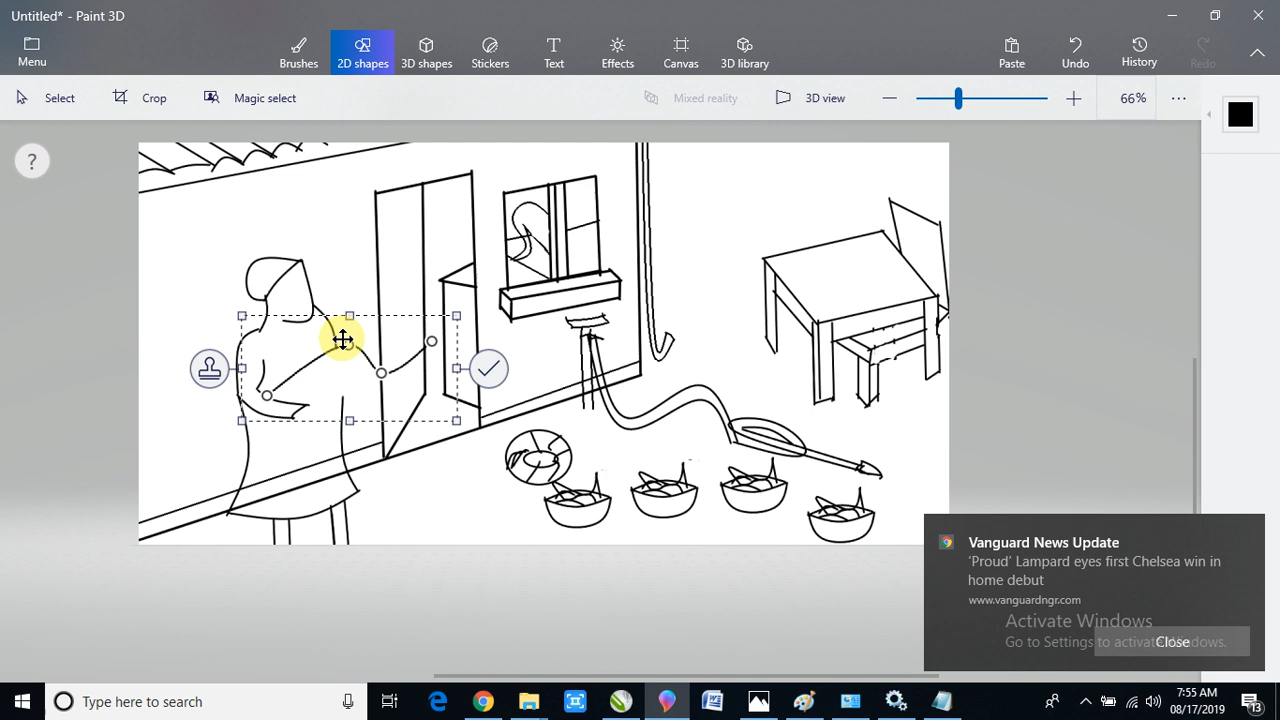 Untitled* - Paint 3D
Menu
Brushes
2D shapes
3D shapes
Stickers
Text
Effects
Canvas
3D library
Paste
Undo
History
Redo
Select
Crop
Magic select
Mixed reality
3D view
66%
?
Vanguard News Update
‘Proud’ Lampard eyes first Chelsea win in
home debut
www.vanguardngr.com
Activate Windows
Go to Settings to activate Windows.
Close
Type here to search
7:55 AM
08/17/2019
13